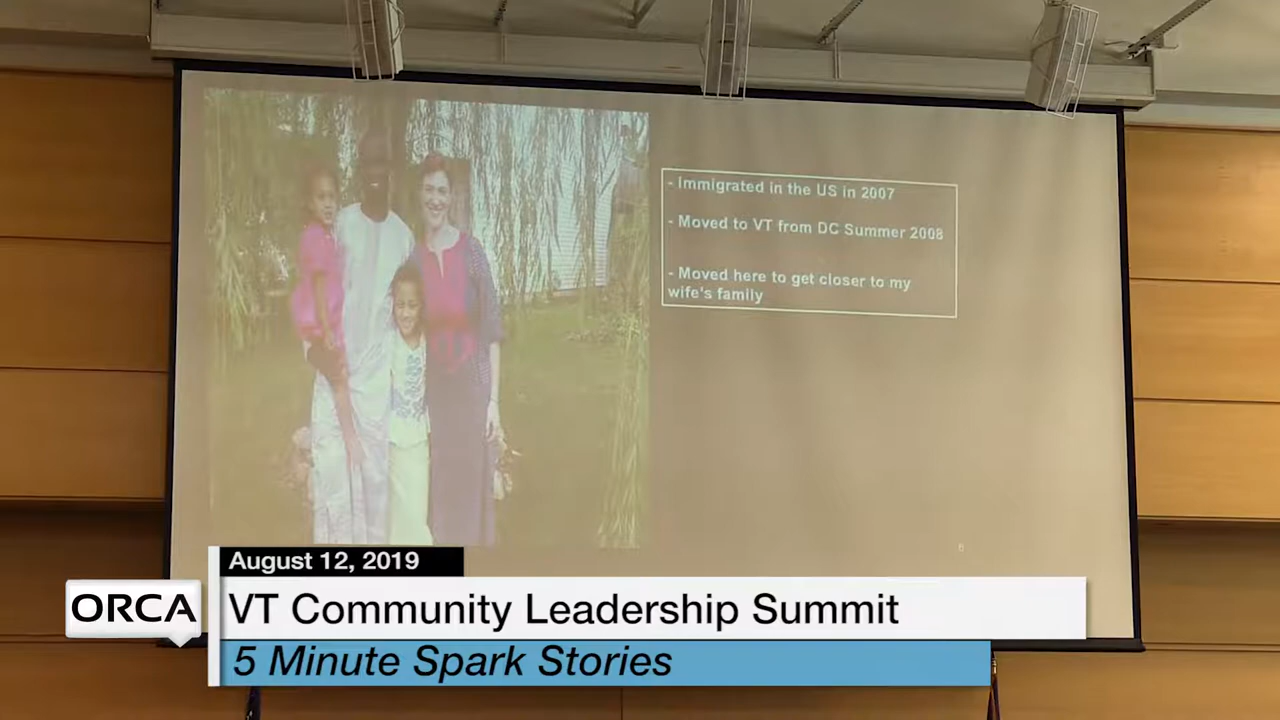 - Immigrated in the US in 2007
- Moved to VT from DC Summer 2008
- Moved here to get closer to my
wife's family
August 12, 2019
ORCA
VT Community Leadership Summit
5 Minute Spark Stories